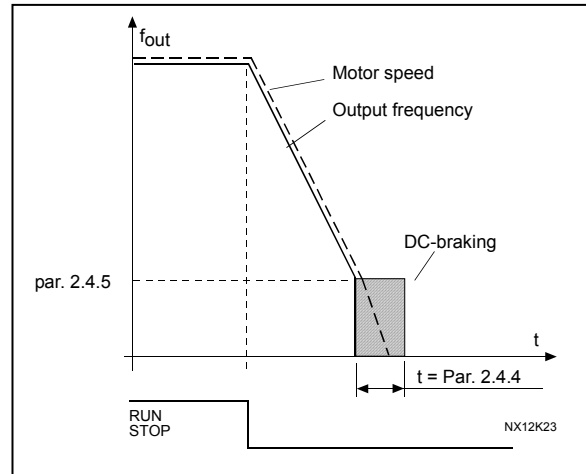 fout
Motor speed
Output frequency
DC-braking
par. 2.4.5
t
t = Par. 2.4.4
RUN
STOP
NX12K23